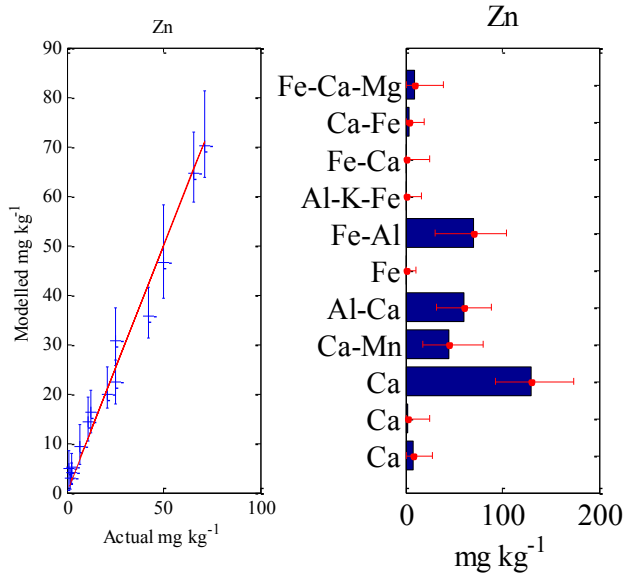 Zn
90
80
70
60
50
40
30
20
10
0
0 50 100
Modelled mg kg⁻¹
Actual mg kg⁻¹
Zn
Fe-Ca-Mg
Ca-Fe
Fe-Ca
Al-K-Fe
Fe-Al
Fe
Al-Ca
Ca-Mn
Ca
Ca
Ca
0 100 200
mg kg⁻¹